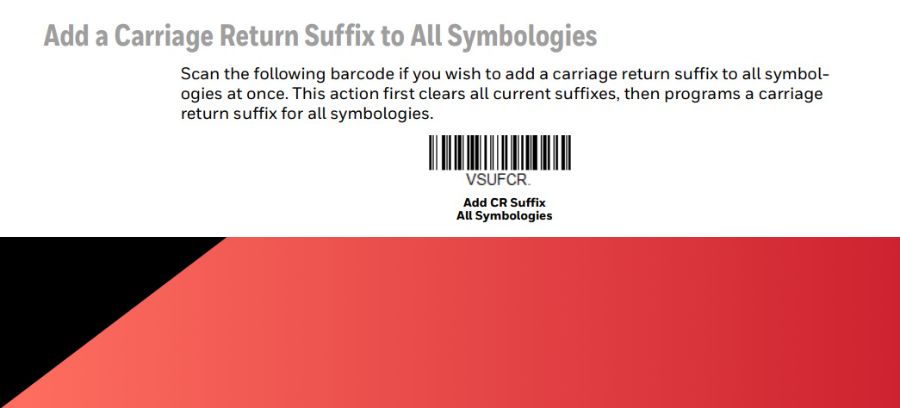 Add a Carriage Return Suffix to All Symbologies
Scan the following barcode if you wish to add a carriage return suffix to all symbol-
ogies at once. This action first clears all current suffixes, then programs a carriage
return suffix for all symbologies.
VSUFCR.
Add CR Suffix
All Symbologies